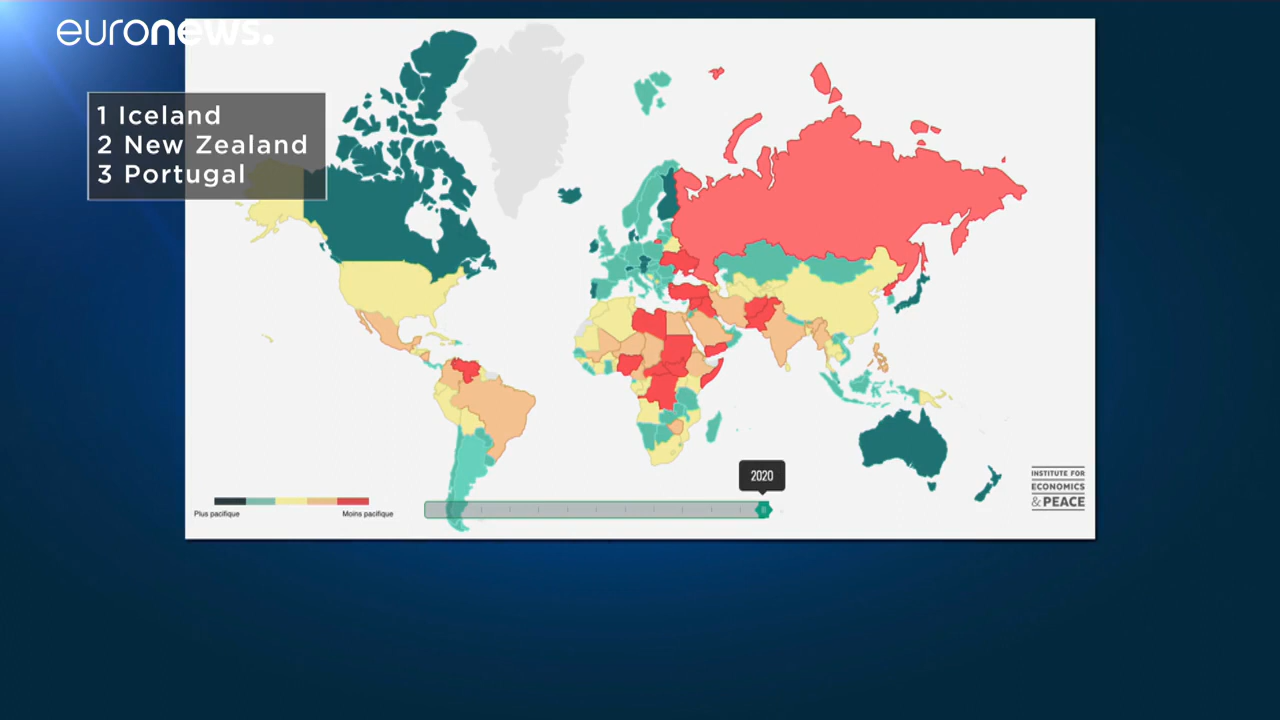 euronews.
1 Iceland
2 New Zealand
3 Portugal
2020
INSTITUTE FOR
ECONOMICS
& PEACE
Plus pacifique
Moins pacifique